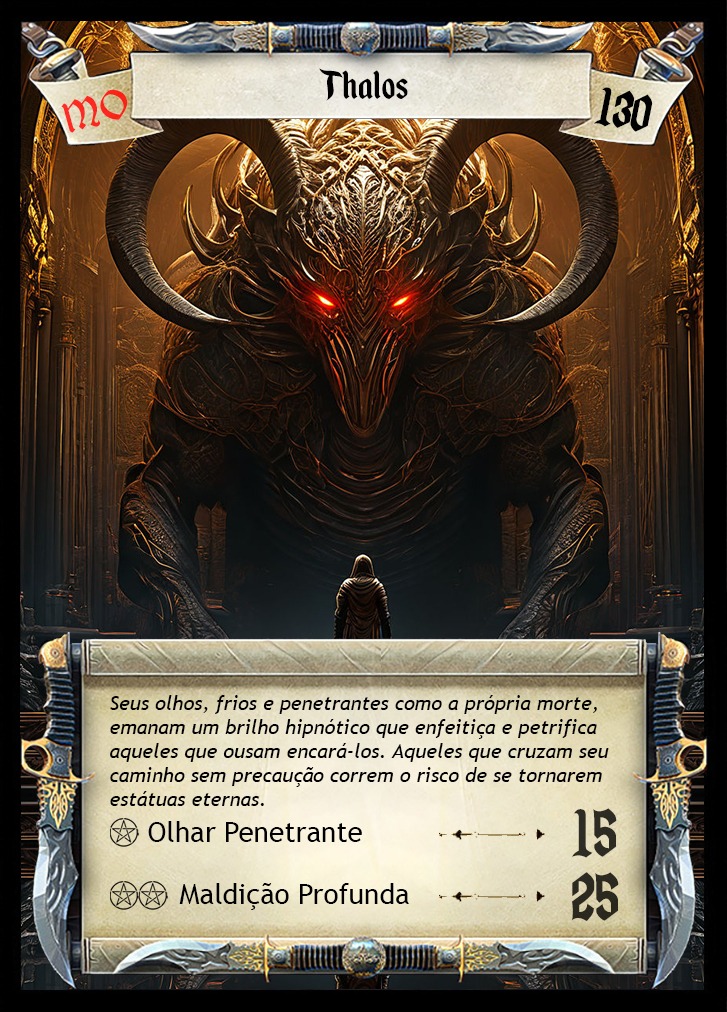 Thalos
MO
130
Seus olhos, frios e penetrantes como a própria morte,
emanam um brilho hipnótico que enfeitiça e petrifica
aqueles que ousam encará-los. Aqueles que cruzam seu
caminho sem precaução correm o risco de se tornarem
estátuas eternas.
Olhar Penetrante 15
Maldição Profunda 25